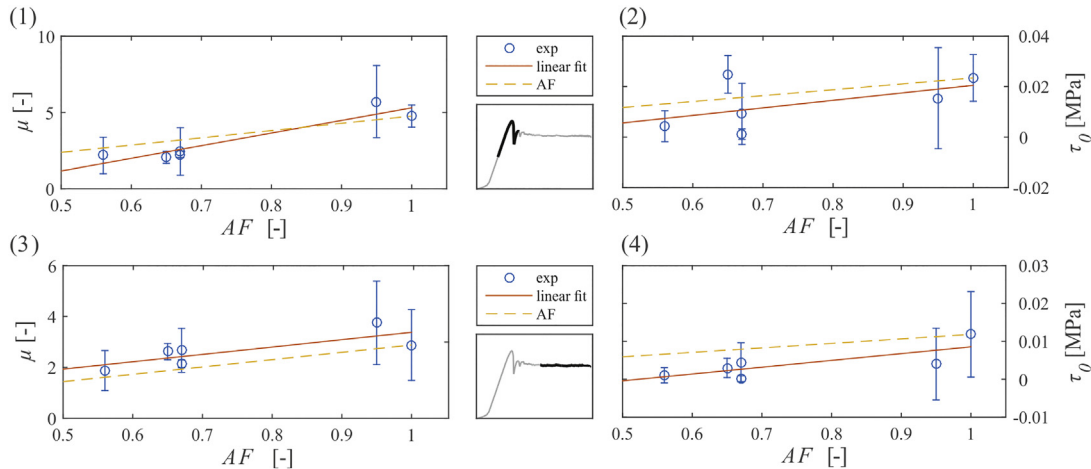 (1)
10
5
0
μ [-]
0.5 0.6 0.7 0.8 0.9 1
AF [-]
exp
linear fit
AF
(2)
0.04
0.02
0
-0.02
τ0 [MPa]
0.5 0.6 0.7 0.8 0.9 1
AF [-]
(3)
6
4
2
0
μ [-]
0.5 0.6 0.7 0.8 0.9 1
AF [-]
exp
linear fit
AF
(4)
0.03
0.02
0.01
0
-0.01
τ0 [MPa]
0.5 0.6 0.7 0.8 0.9 1
AF [-]